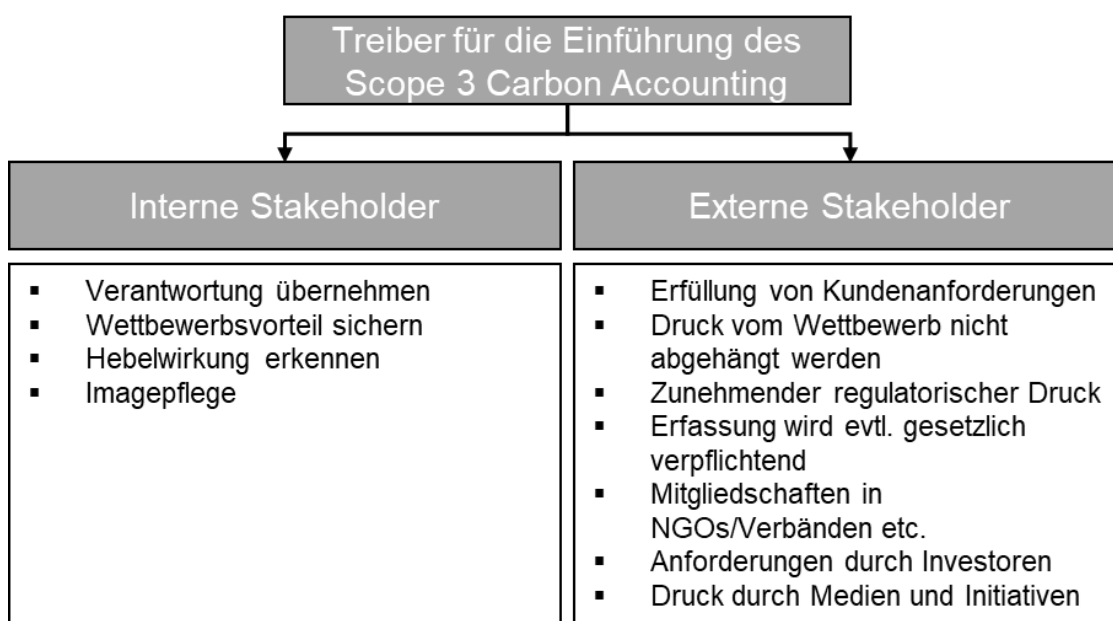 Treiber für die Einführung des
Scope 3 Carbon Accounting
Interne Stakeholder
▪ Verantwortung übernehmen
▪ Wettbewerbsvorteil sichern
▪ Hebelwirkung erkennen
▪ Imagepflege
Externe Stakeholder
▪ Erfüllung von Kundenanforderungen
▪ Druck vom Wettbewerb nicht
abgehängt werden
▪ Zunehmender regulatorischer Druck
▪ Erfassung wird evtl. gesetzlich
verpflichtend
▪ Mitgliedschaften in
NGOs/Verbänden etc.
▪ Anforderungen durch Investoren
▪ Druck durch Medien und Initiativen